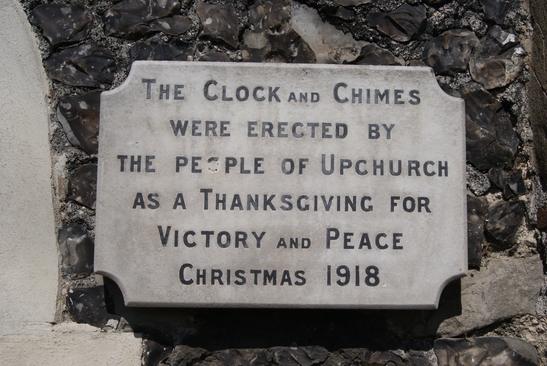 THE CLOCK AND CHIMES
WERE ERECTED BY
THE PEOPLE OF UPCHURCH
AS A THANKSGIVING FOR
VICTORY AND PEACE
CHRISTMAS 1918